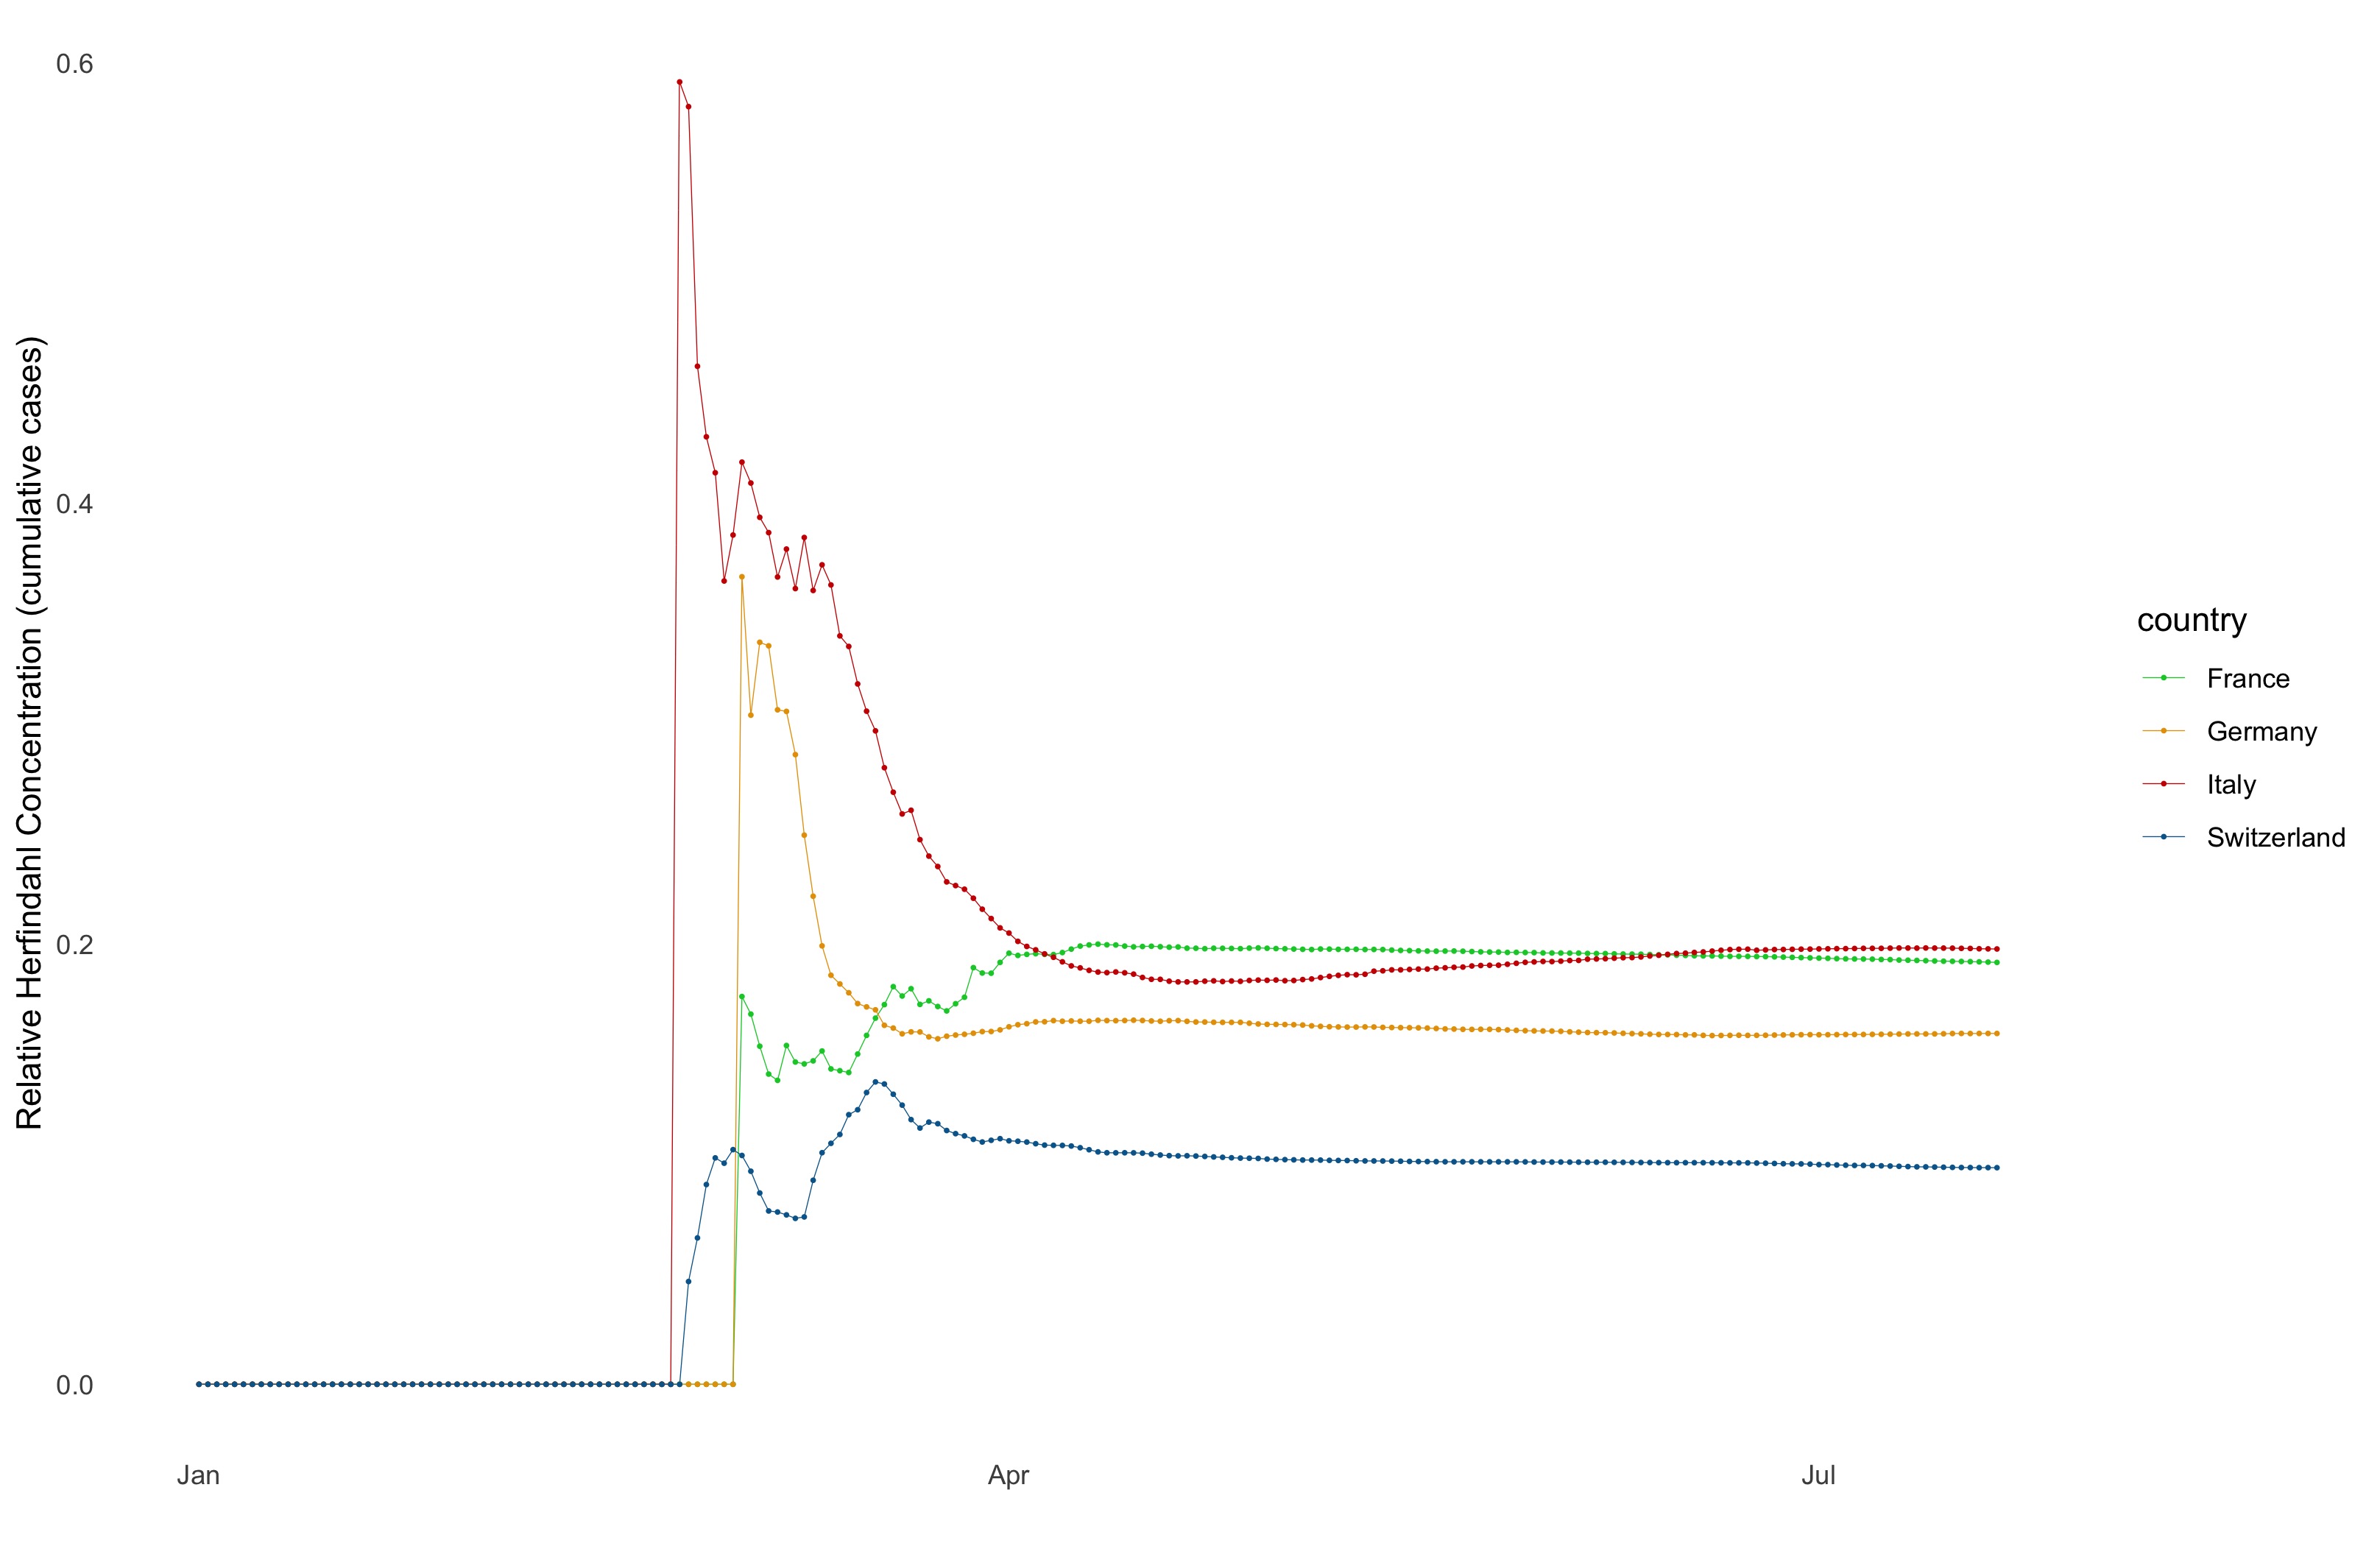 Relative Herfindahl Concentration (cumulative cases)
0.6
0.4
0.2
0.0
Jan
Apr
Jul
country
France
Germany
Italy
Switzerland